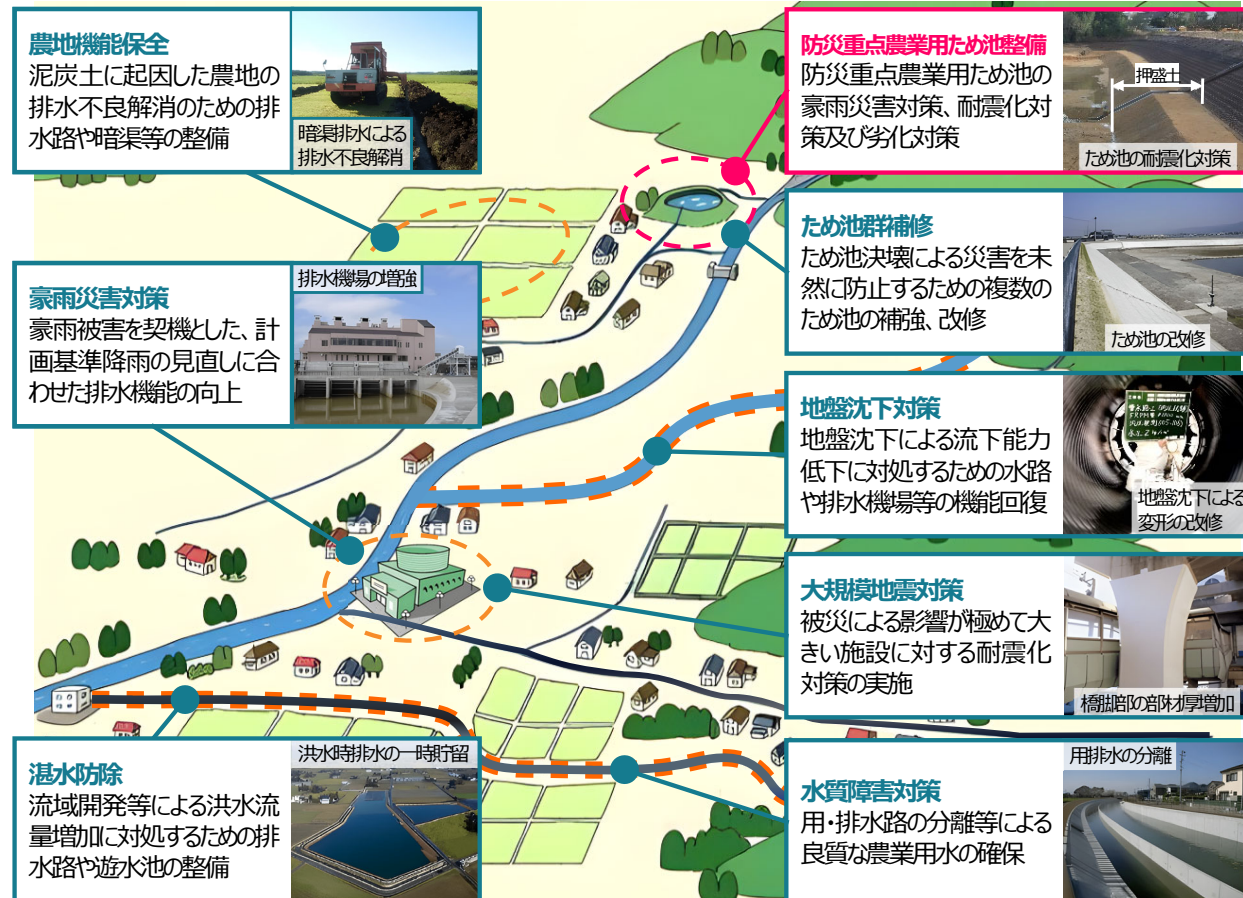 農地機能保全
泥炭土に起因した農地の
排水不良解消のための排
水路や暗渠等の整備
暗渠排水による
排水不良解消
防災重点農業用ため池整備
防災重点農業用ため池の
豪雨災害対策、耐震化対
策及び劣化対策
押盛土
ため池の耐震化対策
ため池群補修
ため池決壊による災害を未
然に防止するための複数の
ため池の補強、改修
ため池の改修
豪雨災害対策
豪雨被害を契機とした、計
画基準降雨の見直しに合
わせた排水機能の向上
排水機場の増強
地盤沈下対策
地盤沈下による流下能力
低下に対処するための水路
や排水機場等の機能回復
地盤沈下による
変形の改修
大規模地震対策
被災による影響が極めて大
きい施設に対する耐震化
対策の実施
橋脚部の部材厚増加
湛水防除
流域開発等による洪水流
量増加に対処するための排
水路や遊水池の整備
洪水時排水の一時貯留
水質障害対策
用・排水路の分離等による
良質な農業用水の確保
用排水の分離